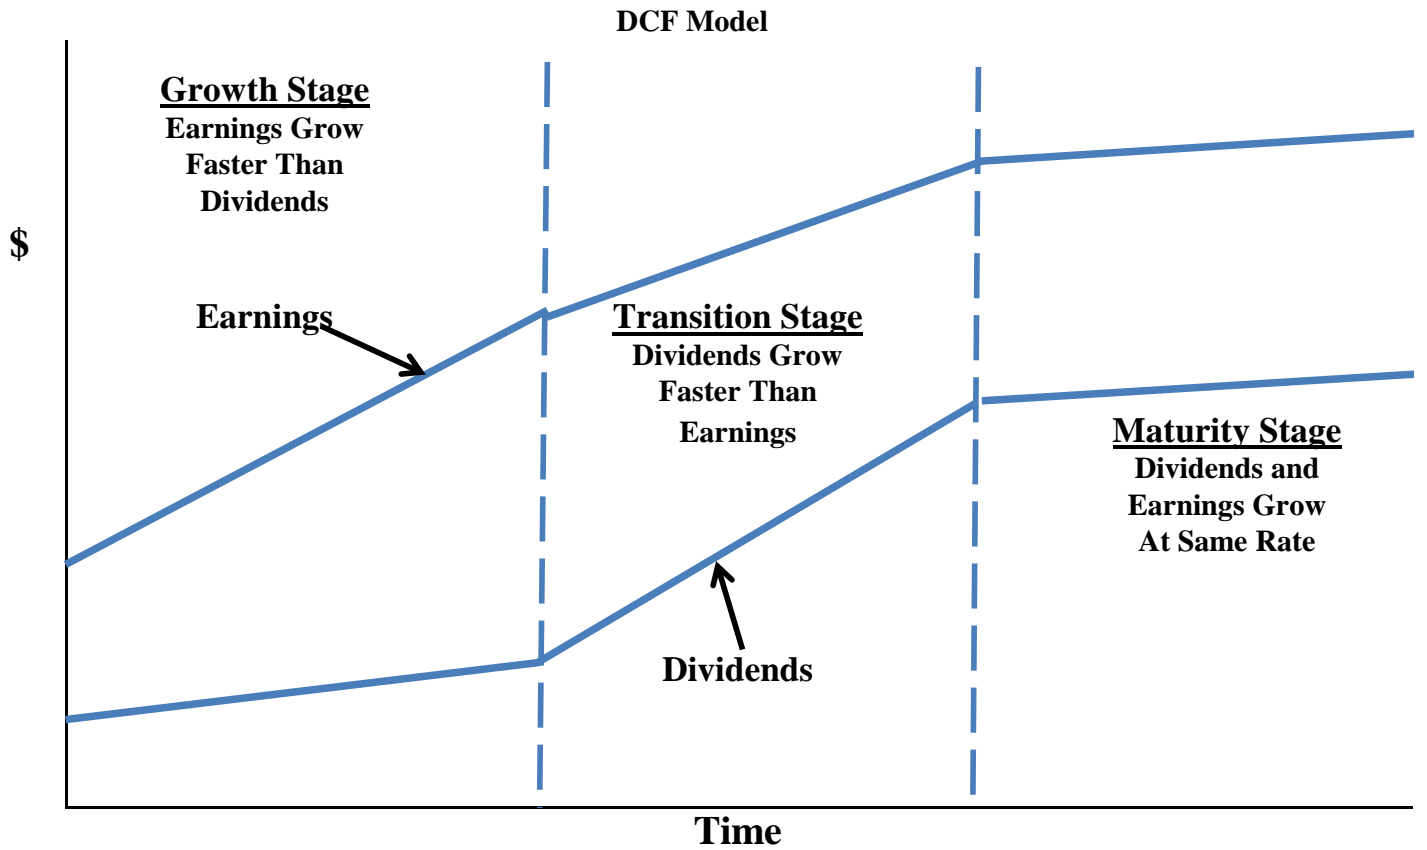 DCF Model
Growth Stage
Earnings Grow
Faster Than
Dividends
$
Earnings
Transition Stage
Dividends Grow
Faster Than
Earnings
Maturity Stage
Dividends and
Earnings Grow
At Same Rate
Dividends
Time